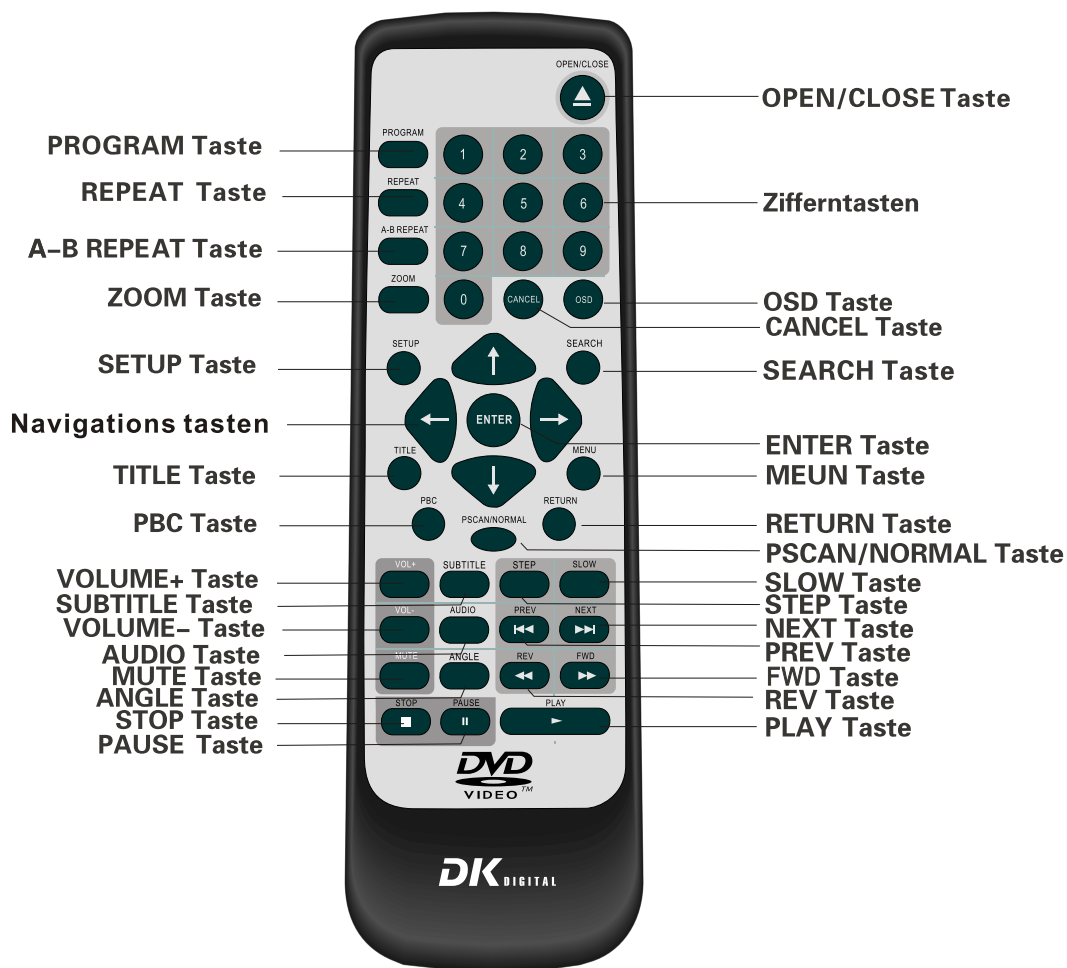 OPEN/CLOSE
OPEN/CLOSE Taste
PROGRAM
PROGRAM Taste
1
2
3
REPEAT
REPEAT Taste
4
5
6
Zifferntasten
A-B REPEAT
A–B REPEAT Taste
7
8
9
ZOOM
ZOOM Taste
0
CANCEL
OSD
OSD Taste
CANCEL Taste
SETUP
SEARCH
SETUP Taste
SEARCH Taste
Navigations tasten
ENTER
ENTER Taste
TITLE
MENU
TITLE Taste
MEUN Taste
PBC
RETURN
PBC Taste
PSCAN/NORMAL
RETURN Taste
PSCAN/NORMAL Taste
VOL+
SUBTITLE
STEP
SLOW
VOLUME+ Taste
SLOW Taste
SUBTITLE Taste
STEP Taste
VOL-
AUDIO
PREV
NEXT
VOLUME– Taste
NEXT Taste
AUDIO Taste
PREV Taste
MUTE
ANGLE
REV
FWD
MUTE Taste
FWD Taste
ANGLE Taste
REV Taste
STOP
PAUSE
PLAY
STOP Taste
PLAY Taste
PAUSE Taste
DVD
VIDEO TM
DK DIGITAL